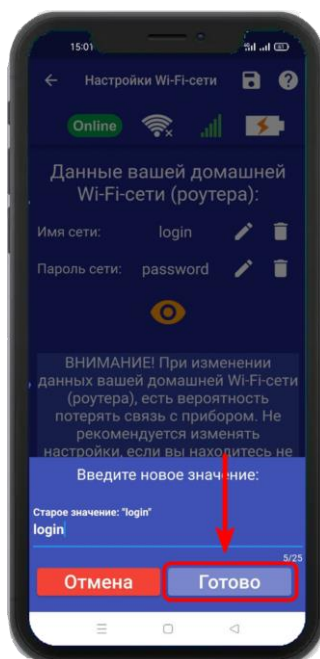 15:01
Настройки Wi-Fi-сети
Online
Данные вашей домашней
Wi-Fi-сети (роутера):
Имя сети: login
Пароль сети: password
ВНИМАНИЕ! При изменении
данных вашей домашней Wi-Fi-сети
(роутера), есть вероятность
потерять связь с прибором. Не
рекомендуется изменять
настройки, если вы находитесь не
Введите новое значение:
Старое значение: "login"
login
5/25
Отмена Готово